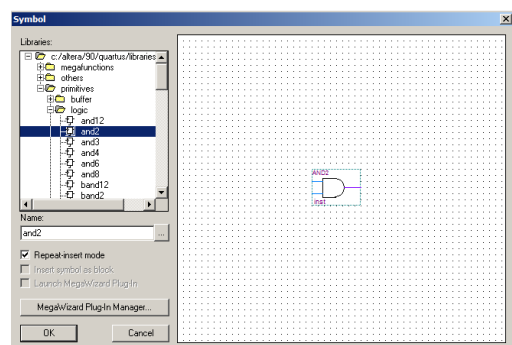 Symbol
Libraries:
c:/altera/90/quartus/libraries
megafunctions
others
primitives
buffer
logic
and12
and2
and3
and4
and6
and8
band12
band2
Name:
and2
...
Repeat-insert mode
Insert symbol as block
Launch MegaWizard Plug-In
MegaWizard Plug-In Manager...
OK
Cancel
AND2
inst